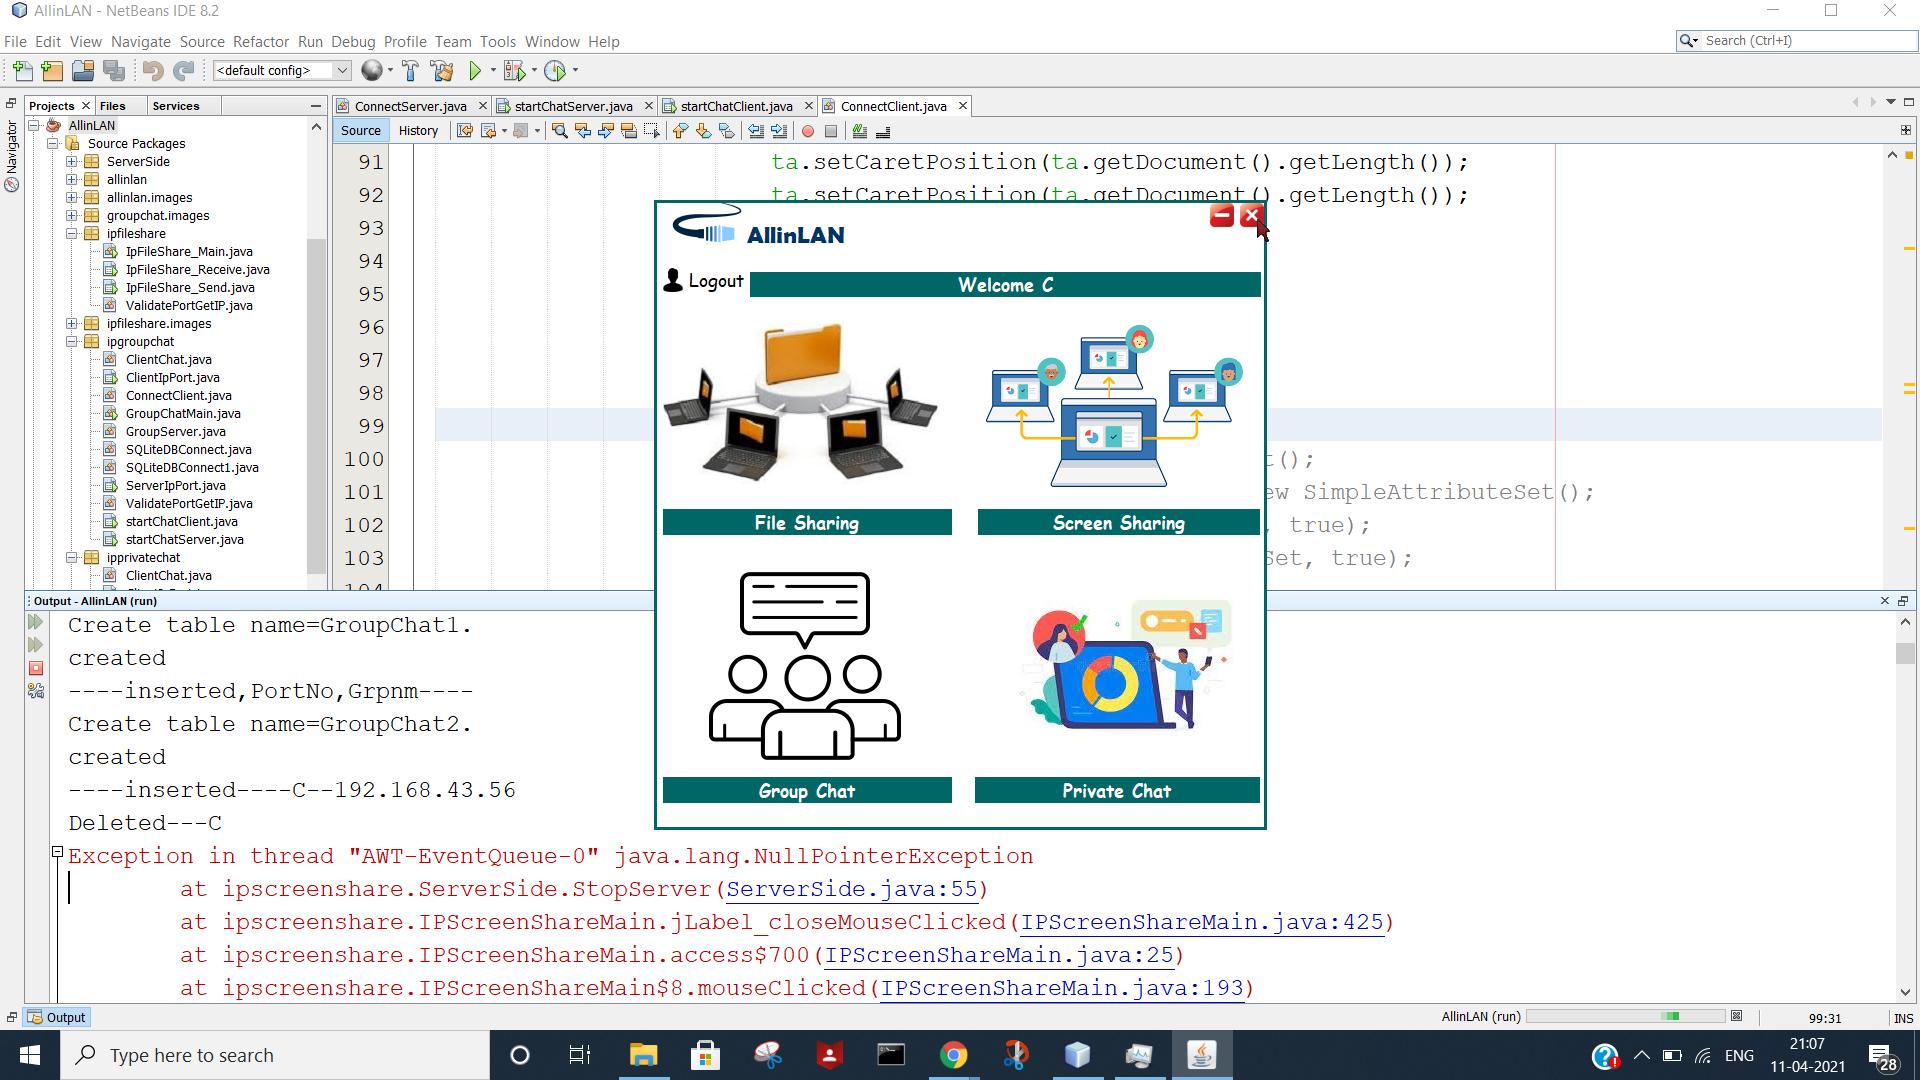 AllinLAN - NetBeans IDE 8.2
File Edit View Navigate Source Refactor Run Debug Profile Team Tools Window Help
Search (Ctrl+I)
<default config>
Projects Files Services
ConnectServer.java startChatServer.java startChatClient.java ConnectClient.java
Navigator
Source History
AllinLAN
Source Packages
ServerSide
allinlan
allinlan.images
groupchat.images
ipfileshare
IpFileShare_Main.java
IpFileShare_Receive.java
IpFileShare_Send.java
ValidatePortGetIP.java
ipfileshare.images
ipgroupchat
ClientChat.java
ClientIpPort.java
ConnectClient.java
GroupChatMain.java
GroupServer.java
SQLiteDBConnect.java
SQLiteDBConnect1.java
ServerIpPort.java
ValidatePortGetIP.java
startChatClient.java
startChatServer.java
ipprivatechat
ClientChat.java
91 ta.setCaretPosition(ta.getDocument().getLength());
92 ta.setCaretPosition(ta.getDocument().getLength());
93
94
95
96
97
98
99
100 t();
101 ew SimpleAttributeSet();
102 , true);
103 Set, true);
104
AllinLAN
Logout
Welcome C
File Sharing
Screen Sharing
Group Chat
Private Chat
Output - AllinLAN (run)
Create table name=GroupChat1.
created
----inserted,PortNo,Grpnm----
Create table name=GroupChat2.
created
----inserted----C--192.168.43.56
Deleted---C
Exception in thread "AWT-EventQueue-0" java.lang.NullPointerException
at ipscreenshare.ServerSide.StopServer(ServerSide.java:55)
at ipscreenshare.IPScreenShareMain.jLabel_closeMouseClicked(IPScreenShareMain.java:425)
at ipscreenshare.IPScreenShareMain.access$700(IPScreenShareMain.java:25)
at ipscreenshare.IPScreenShareMain$8.mouseClicked(IPScreenShareMain.java:193)
Output
AllinLAN (run)
99:31
INS
Type here to search
ENG
21:07
11-04-2021
28